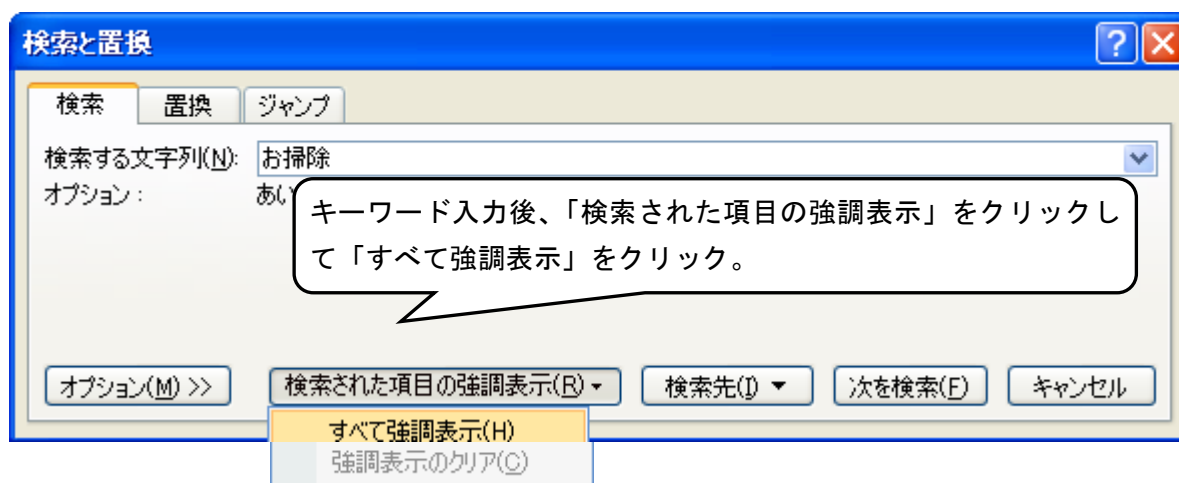 検索と置換
検索 置換 ジャンプ
検索する文字列(N): お掃除
オプション: あい
キーワード入力後、「検索された項目の強調表示」をクリックし
て「すべて強調表示」をクリック。
オプション(M) >> 検索された項目の強調表示(R) 検索先(I) 次を検索(F) キャンセル
すべて強調表示(H)
強調表示のクリア(C)